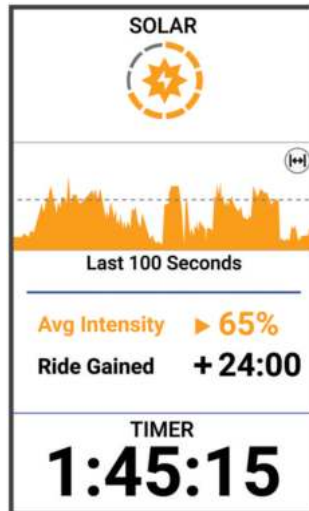 SOLAR
Last 100 Seconds
Avg Intensity ▶ 65%
Ride Gained +24:00
TIMER
1:45:15